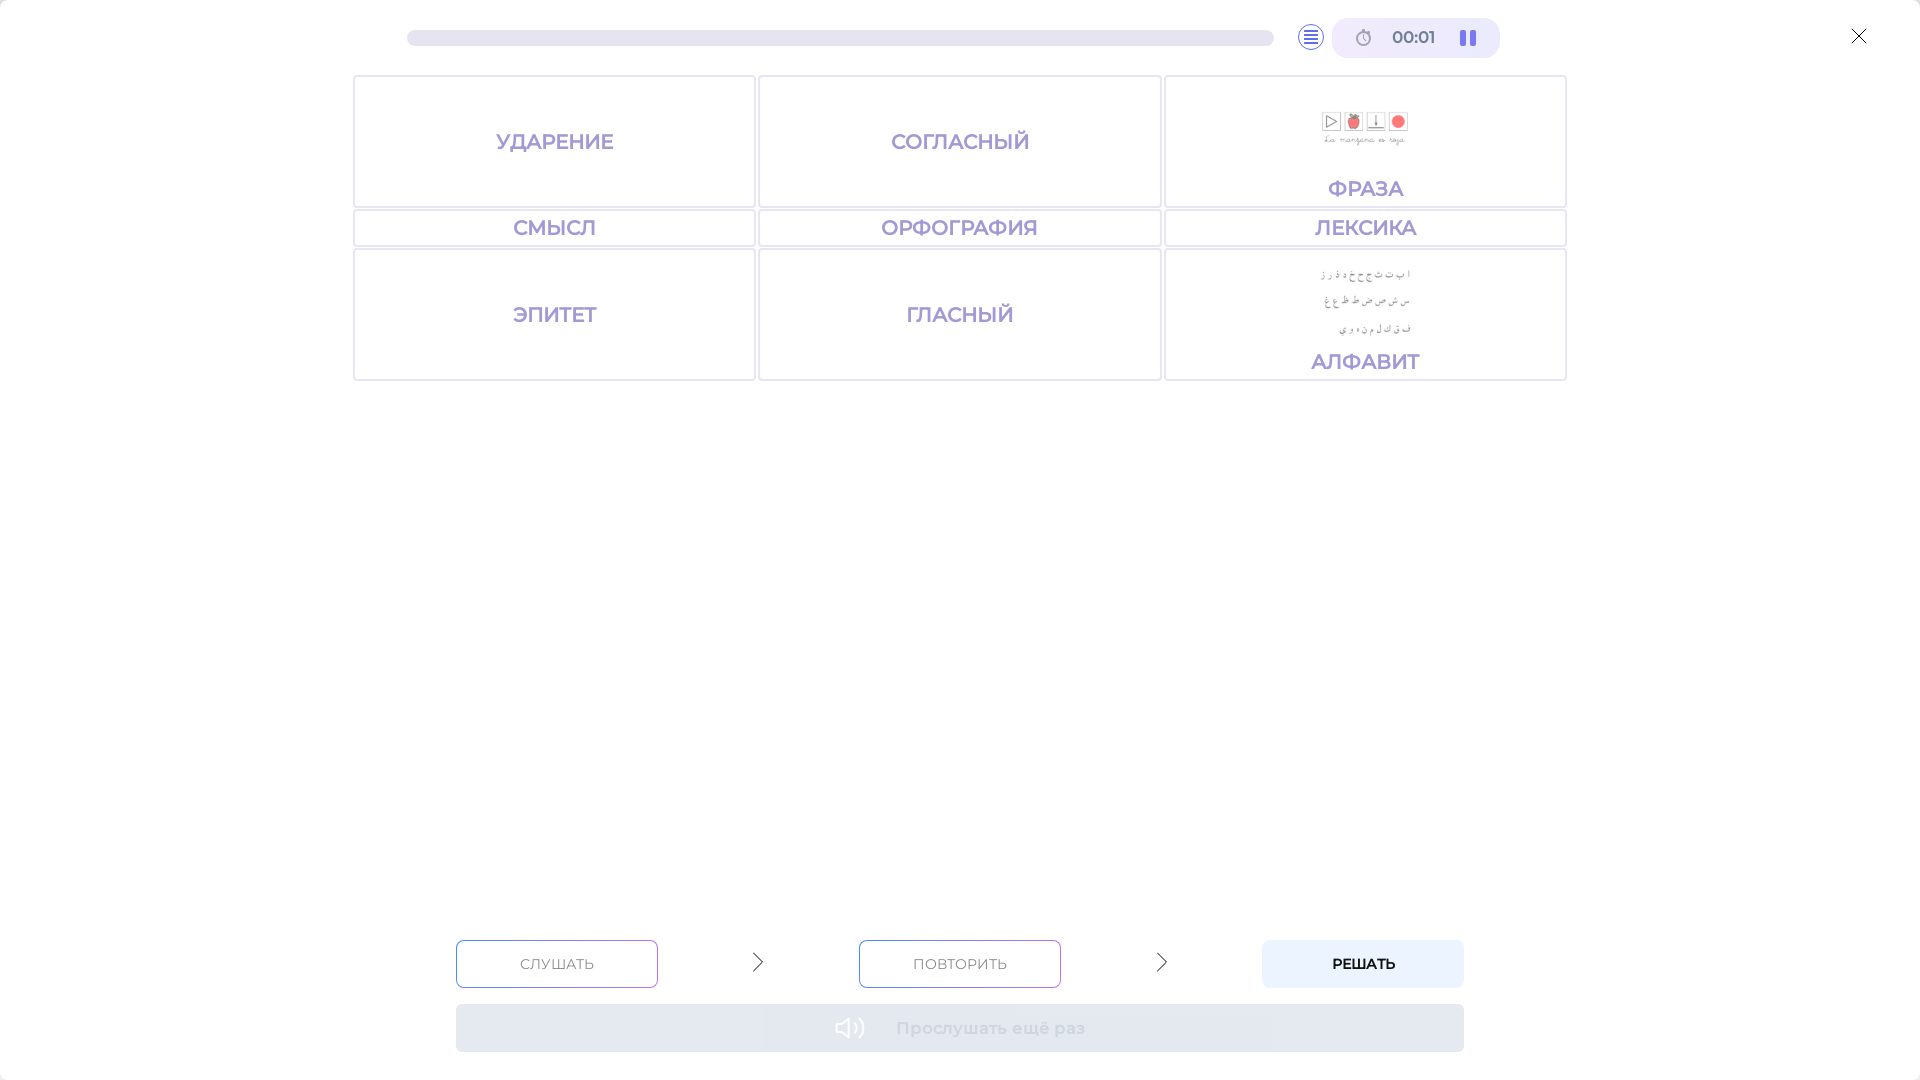 00:01
УДАРЕНИЕ
СОГЛАСНЫЙ
La manzana es roja
ФРАЗА
СМЫСЛ
ОРФОГРАФИЯ
ЛЕКСИКА
ЭПИТЕТ
ГЛАСНЫЙ
ا ب ت ث ج ح خ د ذ ر ز
س ش ص ض ط ظ ع غ
ف ق ك ل م ن ه و ي
АЛФАВИТ
СЛУШАТЬ
ПОВТОРИТЬ
РЕШАТЬ
Прослушать ещё раз